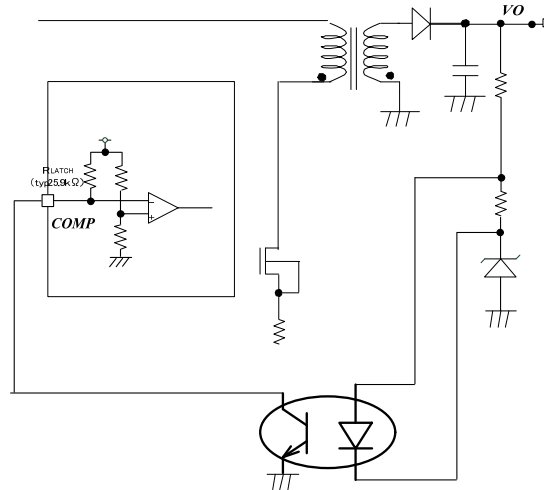 VO
RLATCH
(typ25.9kΩ)
COMP
−
+